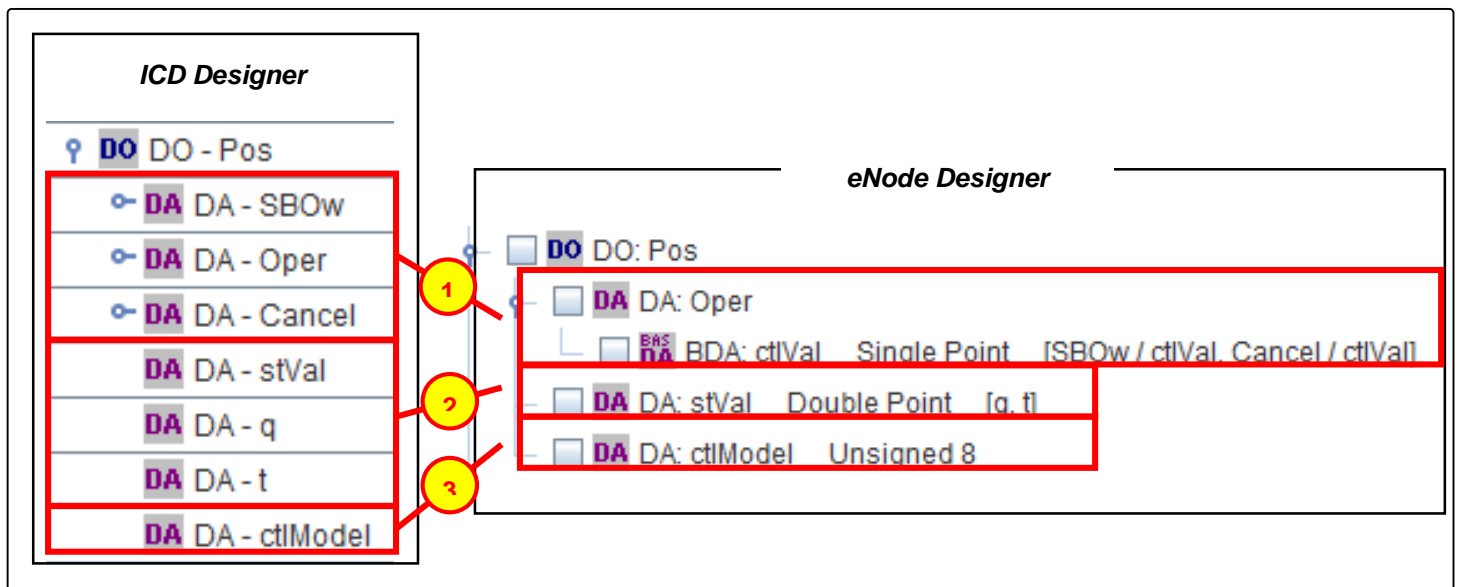 ICD Designer
DO DO - Pos
DA DA - SBOw
DA DA - Oper
DA DA - Cancel
DA DA - stVal
DA DA - q
DA DA - t
DA DA - ctlModel
1
2
3
eNode Designer
DO DO: Pos
DA DA: Oper
BAS DA BDA: ctlVal Single Point [SBOw / ctlVal, Cancel / ctlVal]
DA DA: stVal Double Point [q, t]
DA DA: ctlModel Unsigned 8